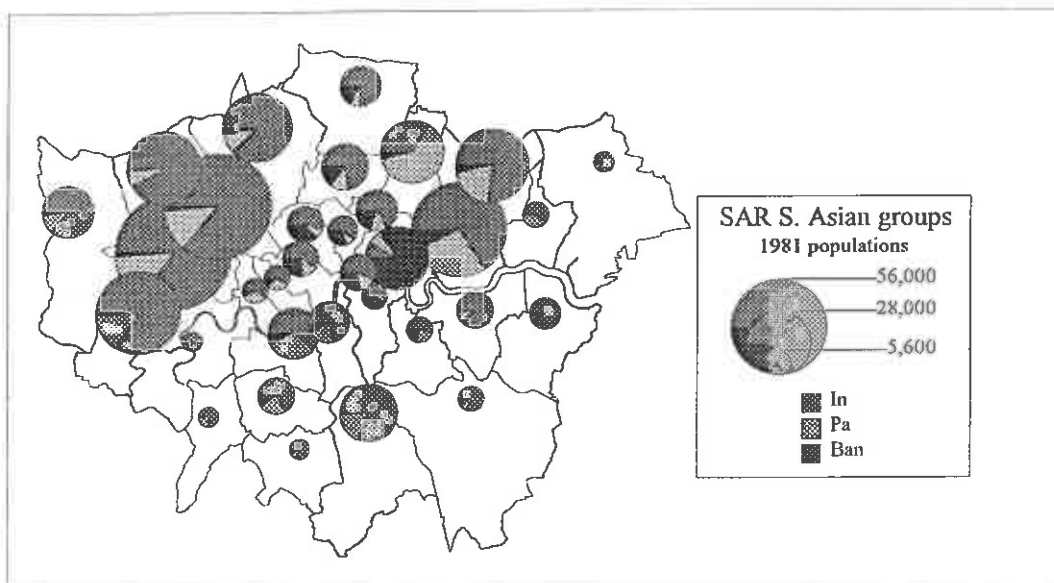 SAR S. Asian groups
1981 populations
56,000
28,000
5,600
In
Pa
Ban